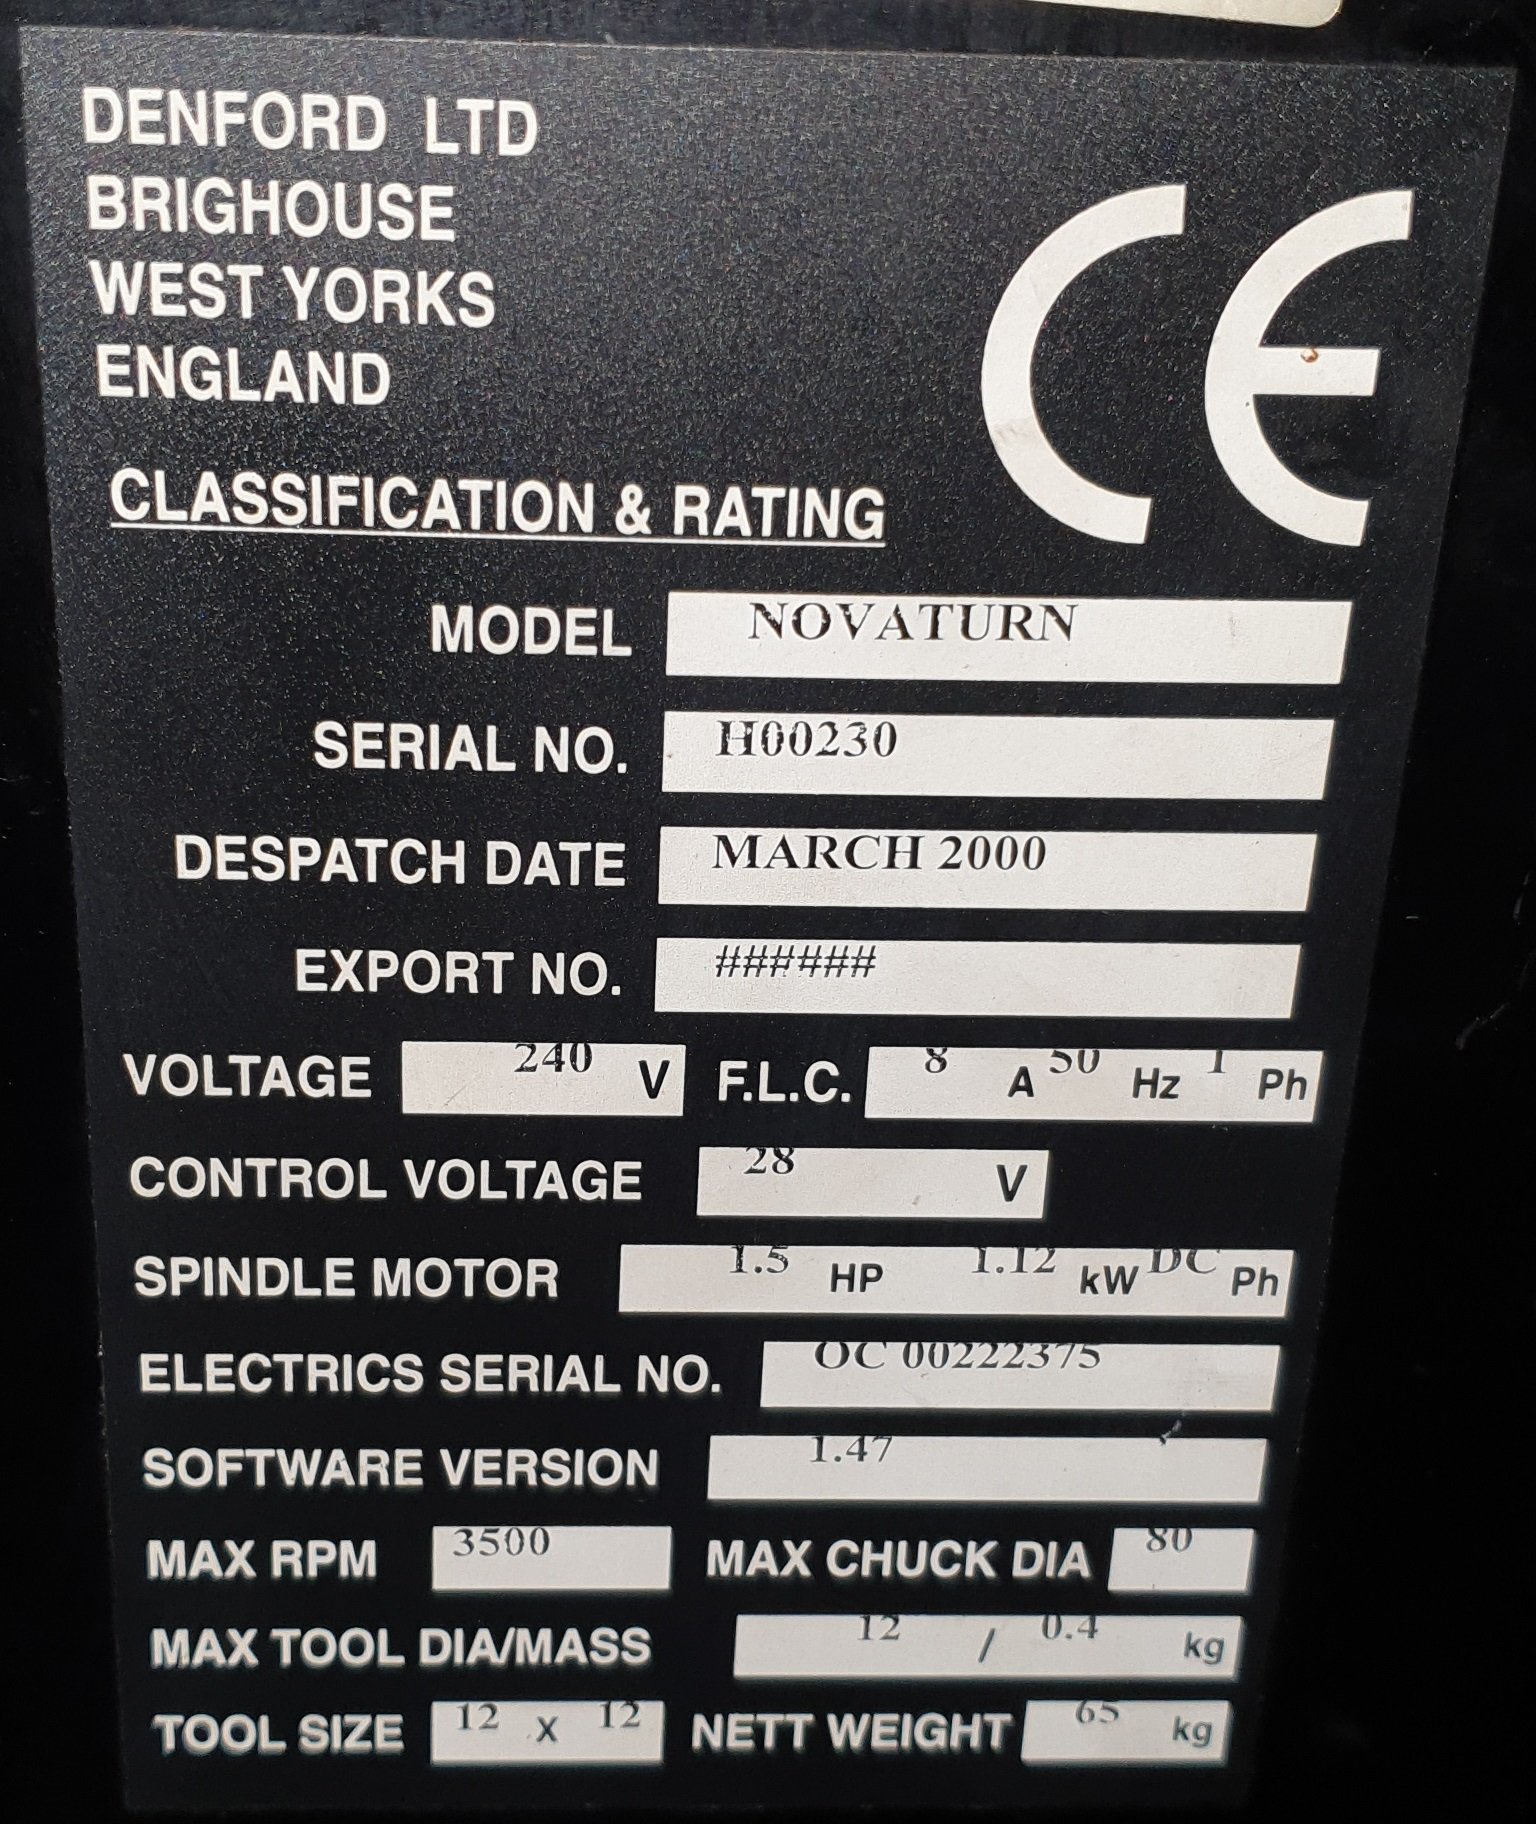 DENFORD LTD
BRIGHOUSE
WEST YORKS
ENGLAND
CE
CLASSIFICATION & RATING
MODEL NOVATURN
SERIAL NO. H00230
DESPATCH DATE MARCH 2000
EXPORT NO. ######
VOLTAGE 240 V F.L.C. 8 A 50 Hz 1 Ph
CONTROL VOLTAGE 28 V
SPINDLE MOTOR 1.5 HP 1.12 kW DC Ph
ELECTRICS SERIAL NO. OC 00222375
SOFTWARE VERSION 1.47
MAX RPM 3500 MAX CHUCK DIA 80
MAX TOOL DIA/MASS 12 / 0.4 kg
TOOL SIZE 12 X 12 NETT WEIGHT 65 kg